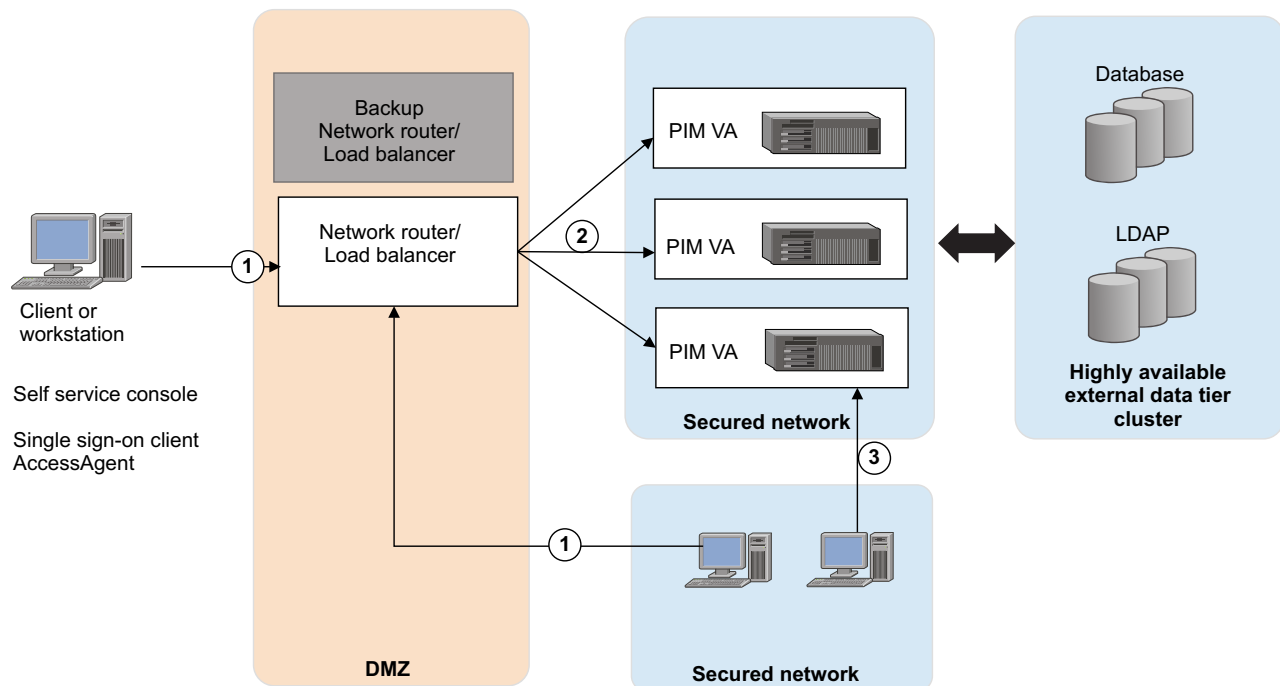 Backup
Network router/
Load balancer
Network router/
Load balancer
1
Client or
workstation
Self service console
Single sign-on client
AccessAgent
2
PIM VA
PIM VA
PIM VA
Secured network
3
1
DMZ
Secured network
Database
LDAP
Highly available
external data tier
cluster